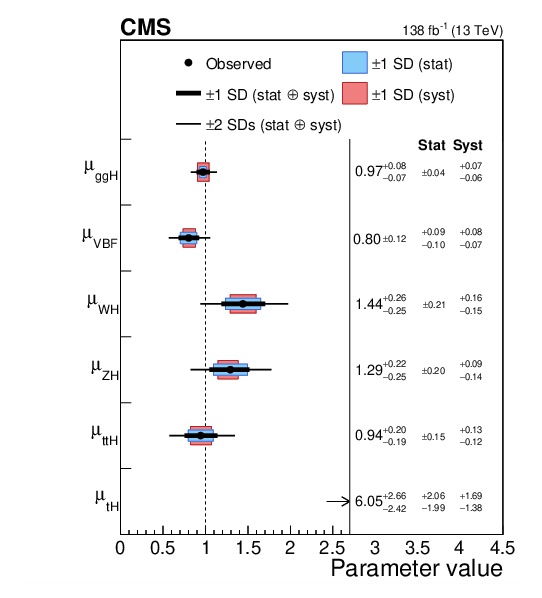 CMS 138 fb⁻¹ (13 TeV)
Observed ±1 SD (stat)
±1 SD (stat ⊕ syst) ±1 SD (syst)
±2 SDs (stat ⊕ syst)
Stat Syst
μggH 0.97 +0.08 −0.07 ±0.04 +0.07 −0.06
μVBF 0.80 ±0.12 +0.09 −0.10 +0.08 −0.07
μWH 1.44 +0.26 −0.25 ±0.21 +0.16 −0.15
μZH 1.29 +0.22 −0.25 ±0.20 +0.09 −0.14
μttH 0.94 +0.20 −0.19 ±0.15 +0.13 −0.12
μtH 6.05 +2.66 −2.42 +2.06 −1.99 +1.69 −1.38
0 0.5 1 1.5 2 2.5 3 3.5 4 4.5
Parameter value